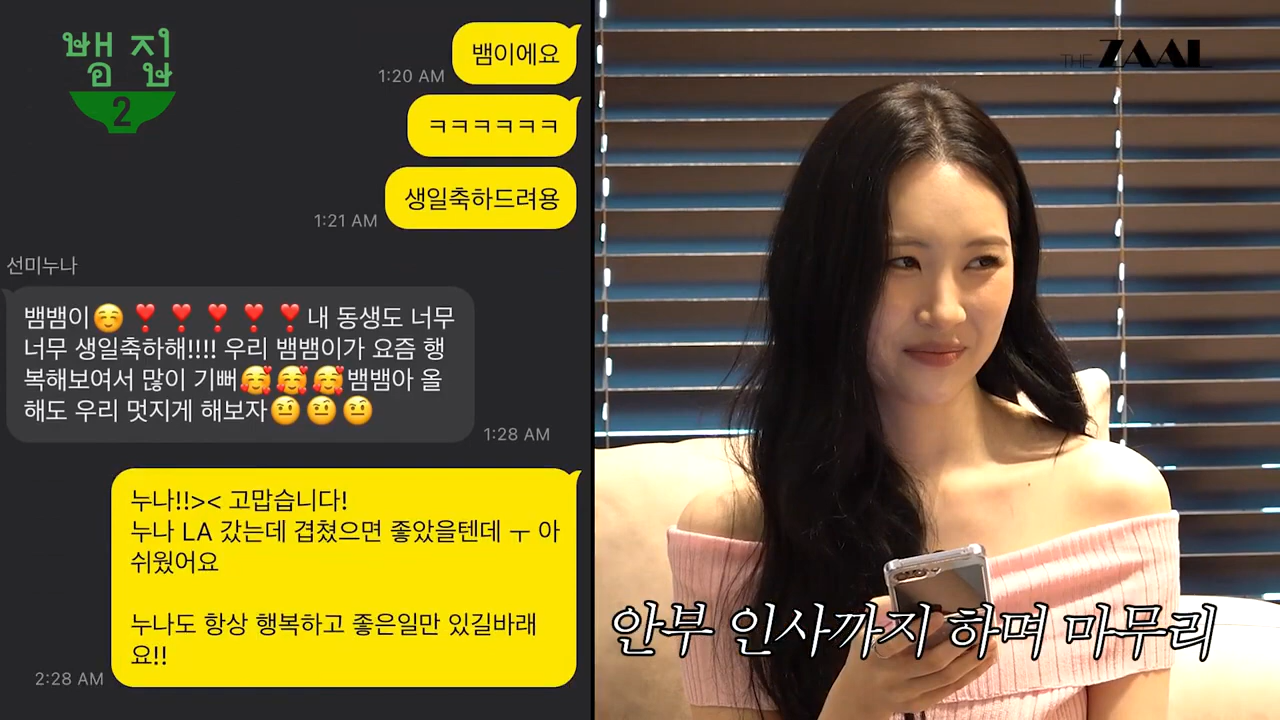 뱀집
2
뱀이에요
1:20 AM
ㅋㅋㅋㅋㅋㅋ
생일축하드려용
1:21 AM
선미누나
뱀뱀이☺️❣️❣️❣️❣️❣️내 동생도 너무
너무 생일축하해!!!! 우리 뱀뱀이가 요즘 행
복해보여서 많이 기뻐🥰🥰🥰뱀뱀아 올
해도 우리 멋지게 해보자🤨🤨🤨
1:28 AM
누나!!>< 고맙습니다!
누나 LA 갔는데 겹쳤으면 좋았을텐데 ㅜ 아
쉬웠어요
누나도 항상 행복하고 좋은일만 있길바래
요!!
2:28 AM
THE ZAAL
안부 인사까지 하며 마무리